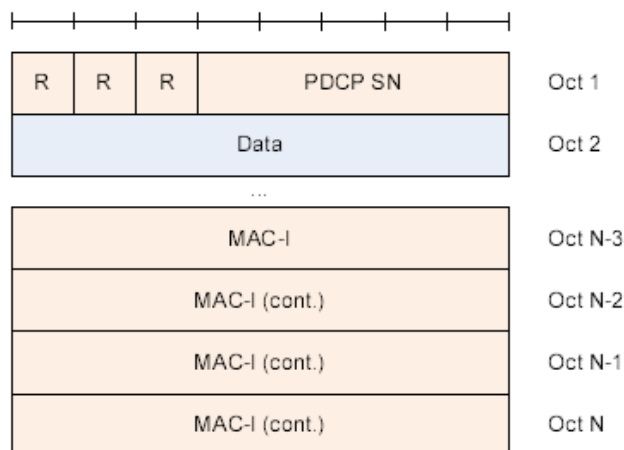 R R R PDCP SN Oct 1
Data Oct 2
...
MAC-I Oct N-3
MAC-I (cont.) Oct N-2
MAC-I (cont.) Oct N-1
MAC-I (cont.) Oct N